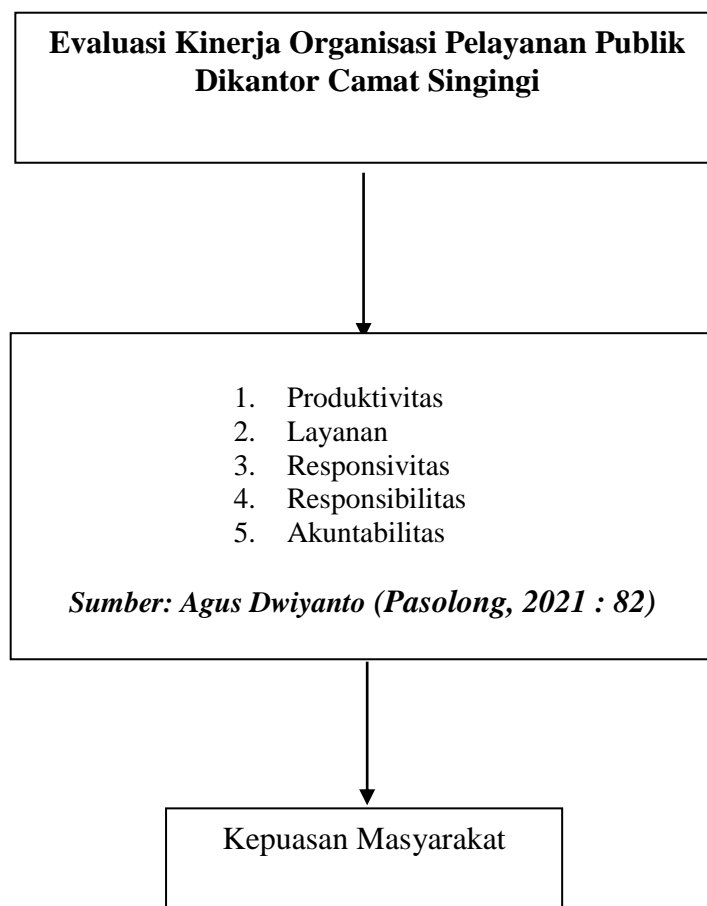 Evaluasi Kinerja Organisasi Pelayanan Publik
Dikantor Camat Singingi
1. Produktivitas
2. Layanan
3. Responsivitas
4. Responsibilitas
5. Akuntabilitas
Sumber: Agus Dwiyanto (Pasolong, 2021 : 82)
Kepuasan Masyarakat